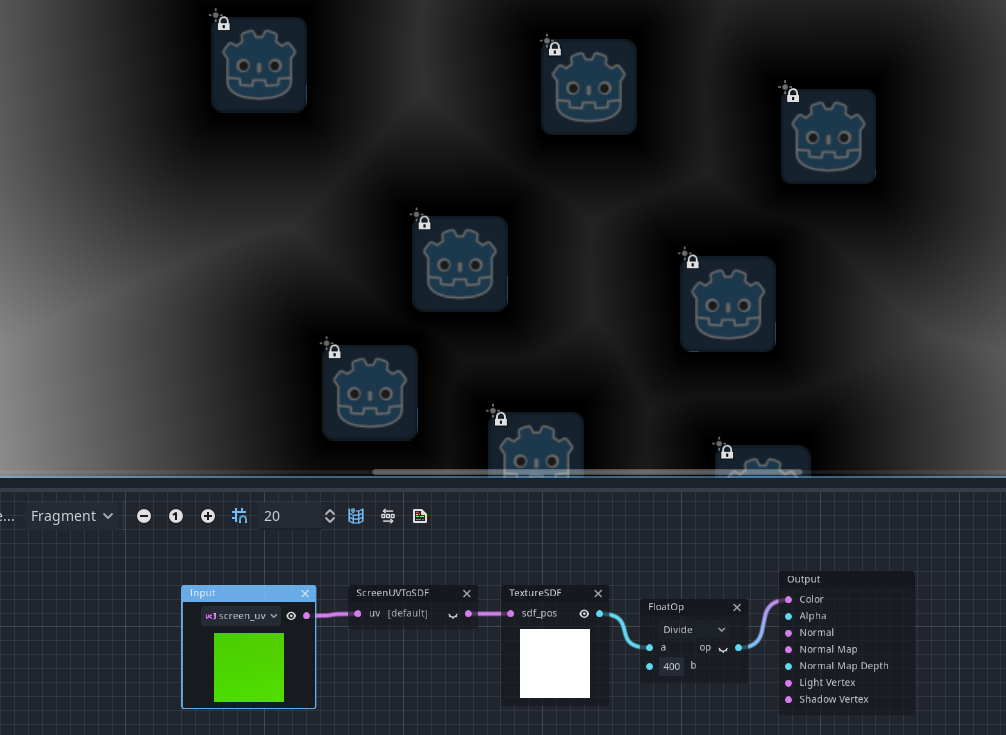 e... Fragment 1 20
Input
screen_uv
ScreenUVToSDF
uv [default]
TextureSDF
sdf_pos
FloatOp
Divide
a op
400 b
Output
Color
Alpha
Normal
Normal Map
Normal Map Depth
Light Vertex
Shadow Vertex